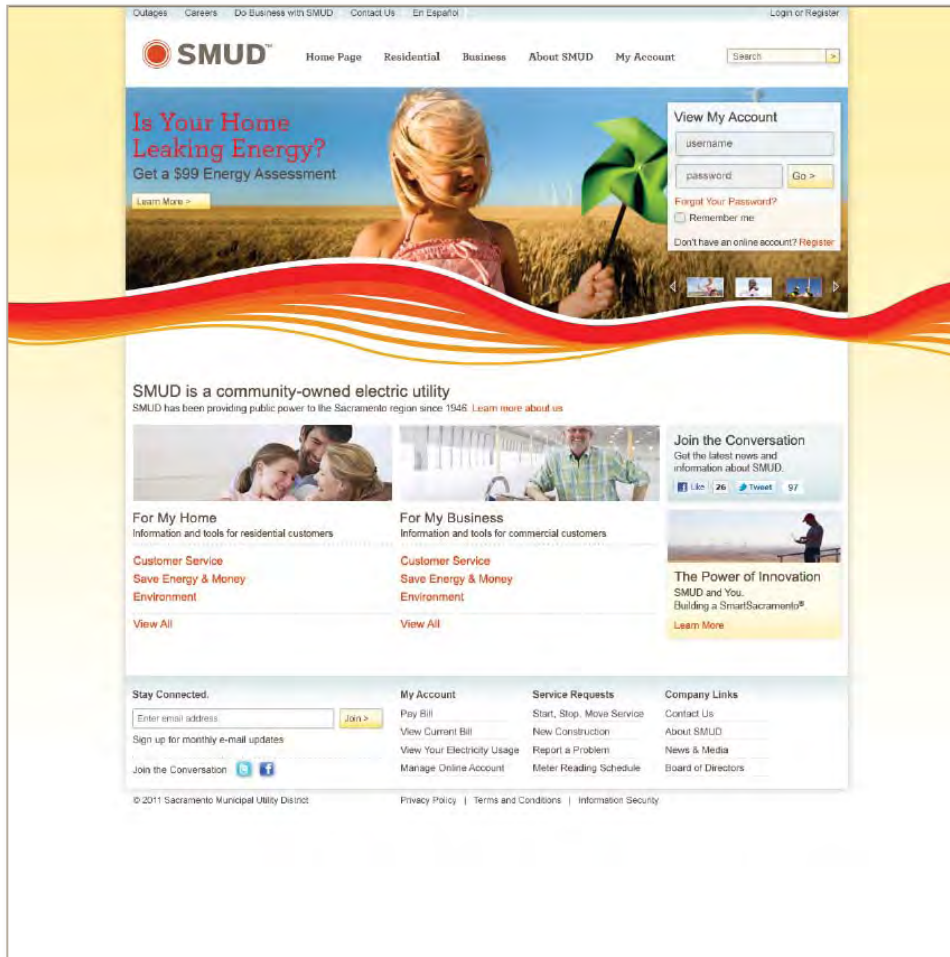 Outages Careers Do Business with SMUD Contact Us En Español Login or Register
SMUD™
Home Page Residential Business About SMUD My Account
Search >
Is Your Home
Leaking Energy?
Get a $99 Energy Assessment
Learn More >
View My Account
username
password Go >
Forgot Your Password?
Remember me
Don't have an online account? Register
SMUD is a community-owned electric utility
SMUD has been providing public power to the Sacramento region since 1946. Learn more about us
For My Home
Information and tools for residential customers
Customer Service
Save Energy & Money
Environment
View All
For My Business
Information and tools for commercial customers
Customer Service
Save Energy & Money
Environment
View All
Join the Conversation
Get the latest news and
information about SMUD.
Like 26 Tweet 97
The Power of Innovation
SMUD and You.
Building a SmartSacramento®.
Learn More
Stay Connected.
Enter email address Join >
Sign up for monthly e-mail updates
Join the Conversation
My Account
Pay Bill
View Current Bill
View Your Electricity Usage
Manage Online Account
Service Requests
Start, Stop, Move Service
New Construction
Report a Problem
Meter Reading Schedule
Company Links
Contact Us
About SMUD
News & Media
Board of Directors
© 2011 Sacramento Municipal Utility District
Privacy Policy | Terms and Conditions | Information Security